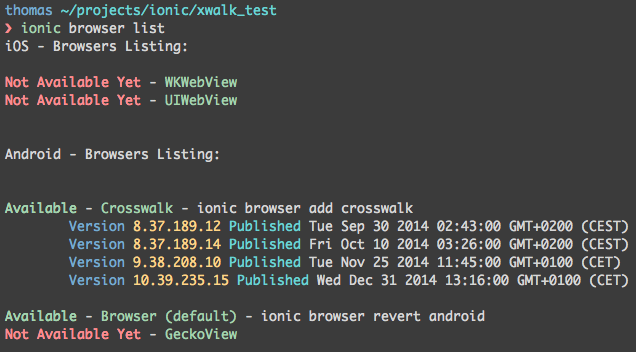 thomas ~/projects/ionic/xwalk_test
❯ ionic browser list
iOS - Browsers Listing:
Not Available Yet - WKWebView
Not Available Yet - UIWebView
Android - Browsers Listing:
Available - Crosswalk - ionic browser add crosswalk
Version 8.37.189.12 Published Tue Sep 30 2014 02:43:00 GMT+0200 (CEST)
Version 8.37.189.14 Published Fri Oct 10 2014 03:26:00 GMT+0200 (CEST)
Version 9.38.208.10 Published Tue Nov 25 2014 11:45:00 GMT+0100 (CET)
Version 10.39.235.15 Published Wed Dec 31 2014 13:16:00 GMT+0100 (CET)
Available - Browser (default) - ionic browser revert android
Not Available Yet - GeckoView